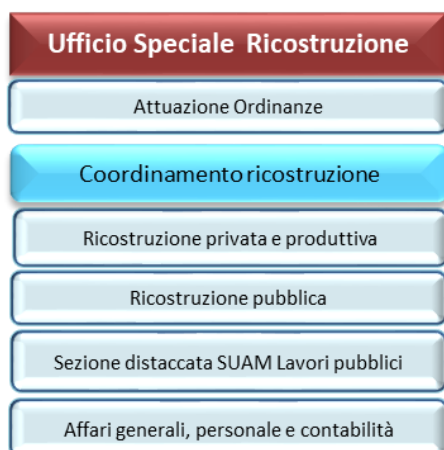 Ufficio Speciale Ricostruzione
Attuazione Ordinanze
Coordinamento ricostruzione
Ricostruzione privata e produttiva
Ricostruzione pubblica
Sezione distaccata SUAM Lavori pubblici
Affari generali, personale e contabilità